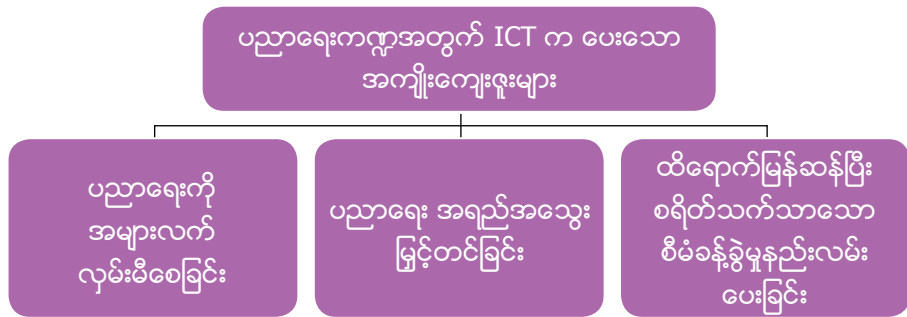 ပညာရေးကဏ္ဍအတွက် ICT က ပေးသော
အကျိုးကျေးဇူးများ
ပညာရေးကို
အများလက်
လှမ်းမီစေခြင်း
ပညာရေး အရည်အသွေး
မြှင့်တင်ခြင်း
ထိရောက်မြန်ဆန်ပြီး
စရိတ်သက်သာသော
စီမံခန့်ခွဲမှုနည်းလမ်း
ပေးခြင်း